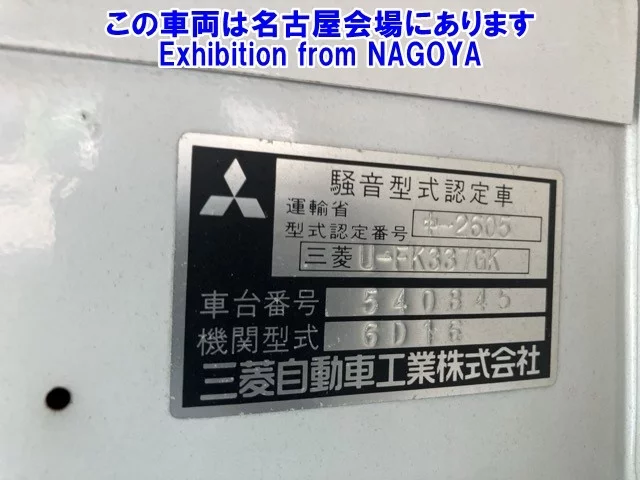 この車両は名古屋会場にあります
Exhibition from NAGOYA
騒音型式認定車
運輸省
型式認定番号 *-2605
三菱 U-FK337GK
車台番号 540845
機関型式 6D16
三菱自動車工業株式会社